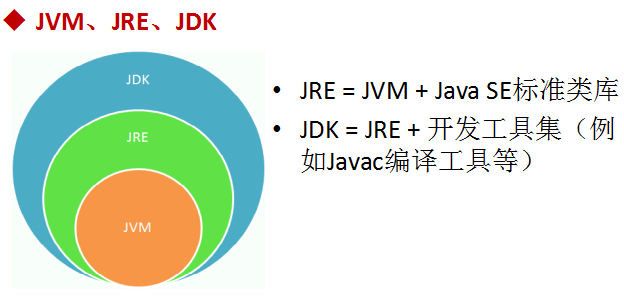 ◆ JVM、JRE、JDK
JDK
JRE
JVM
• JRE = JVM + Java SE标准类库
• JDK = JRE + 开发工具集（例
如Javac编译工具等）